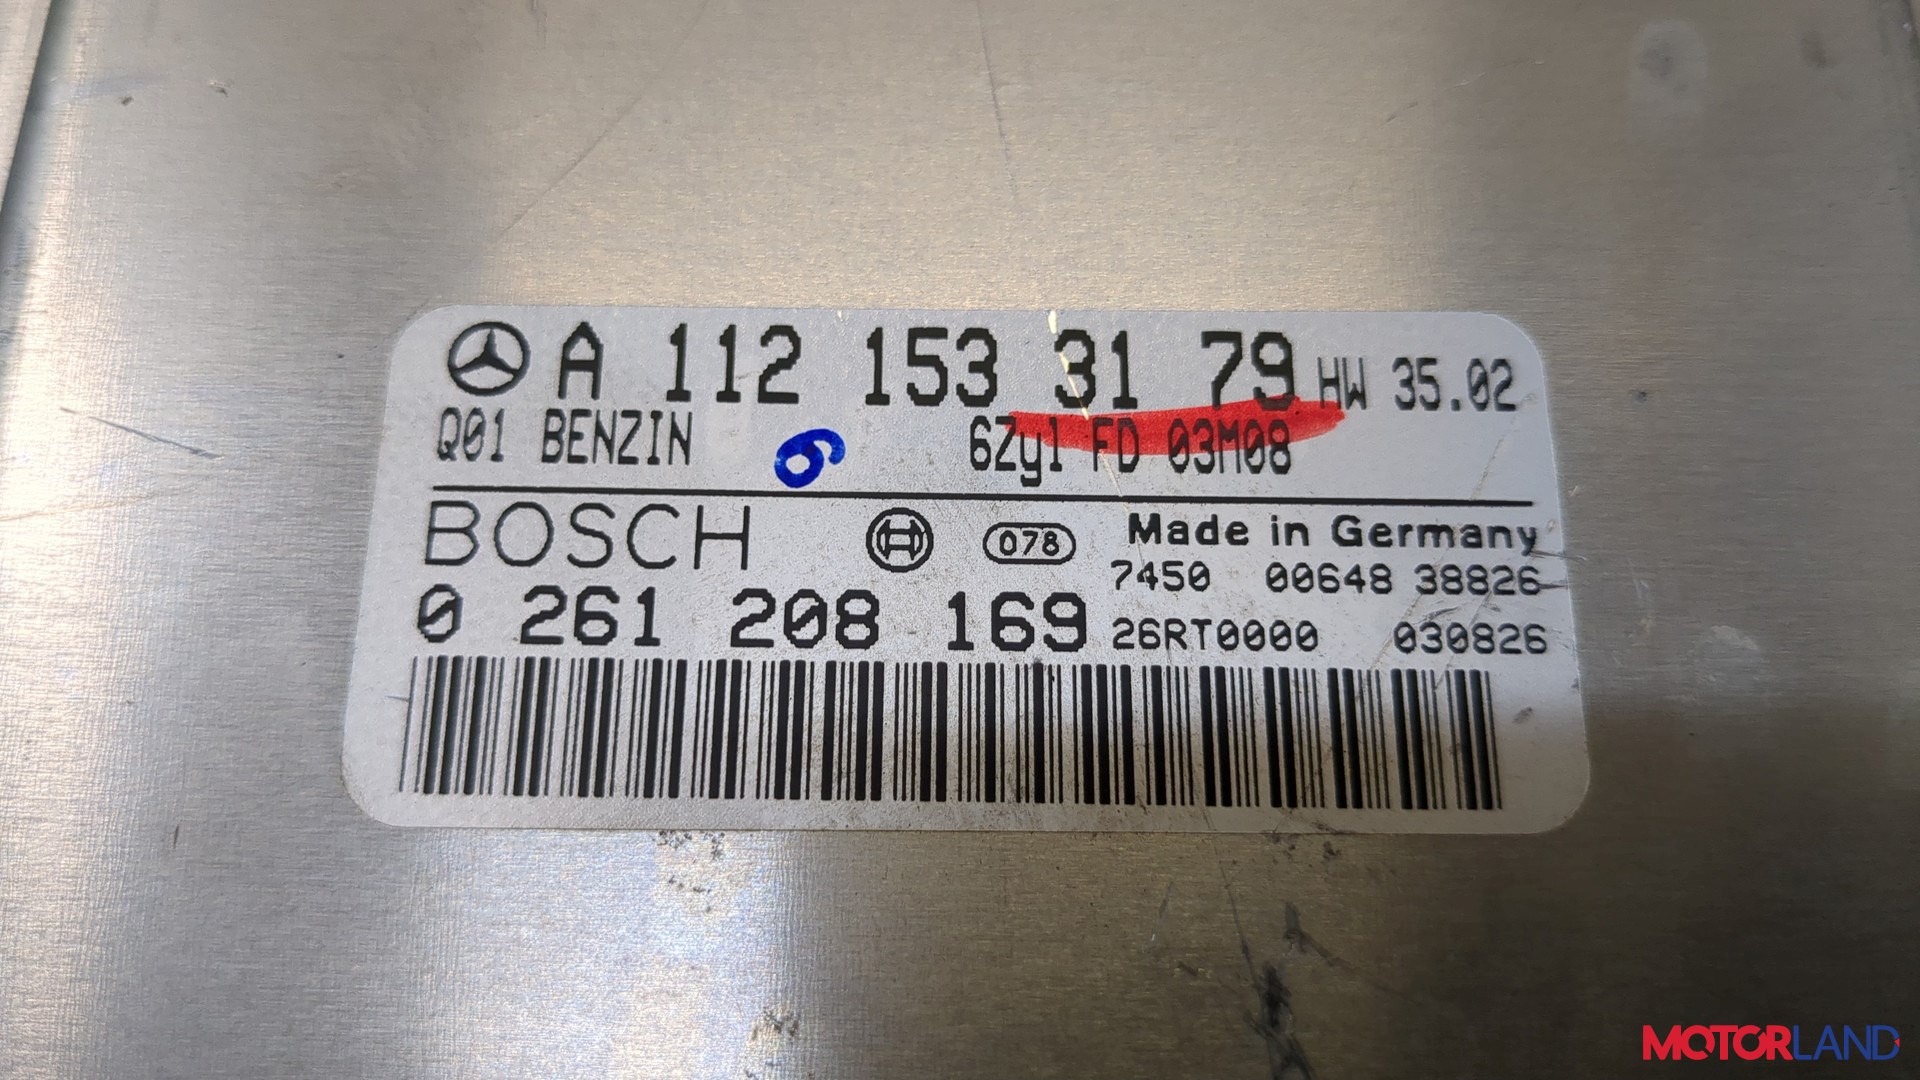 A 112 153 31 79 HW 35.02
Q01 BENZIN 6 6Zyl FD 03M08
BOSCH 078 Made in Germany
7450 00648 38826
0 261 208 169 26RT0000 030826
MOTORLAND